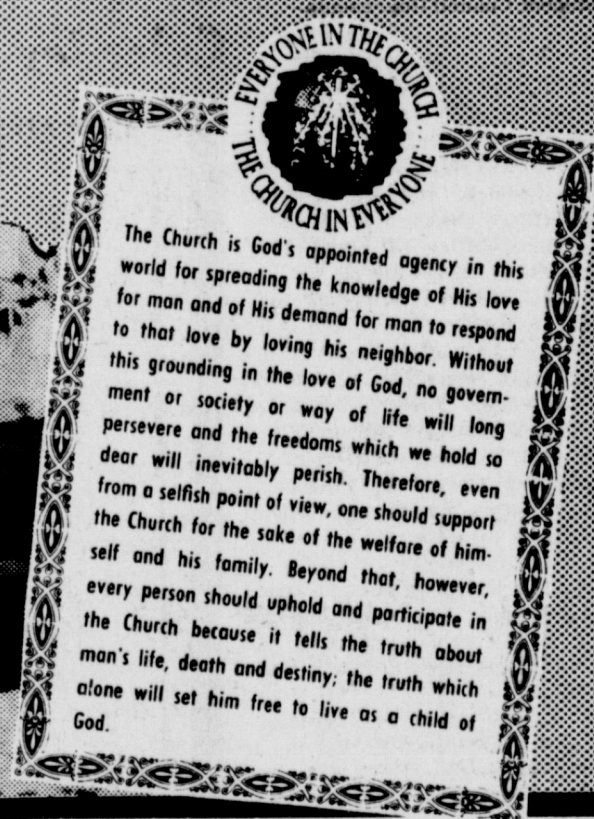 EVERYONE IN THE CHURCH
THE CHURCH IN EVERYONE
The Church is God's appointed agency in this
world for spreading the knowledge of His love
for man and of His demand for man to respond
to that love by loving his neighbor. Without
this grounding in the love of God, no govern-
ment or society or way of life will long
persevere and the freedoms which we hold so
dear will inevitably perish. Therefore, even
from a selfish point of view, one should support
the Church for the sake of the welfare of him-
self and his family. Beyond that, however,
every person should uphold and participate in
the Church because it tells the truth about
man's life, death and destiny; the truth which
alone will set him free to live as a child of
God.